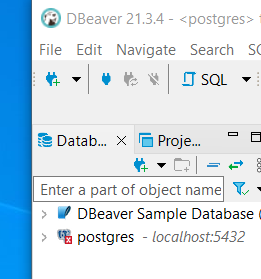 DBeaver 21.3.4 - <postgres>
File Edit Navigate Search
SQL
Datab... Proje...
Enter a part of object name
DBeaver Sample Database (
postgres - localhost:5432